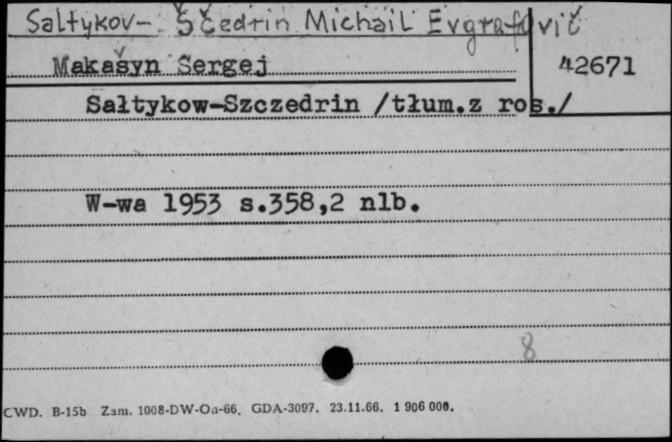 Saltykov- Ščedrin Michail Evgrafovič
Makašyn Sergej
42671
Sałtykow-Szczedrin /tłum.z ros./
W-wa 1953 s.358,2 nlb.
8
CWD. B-15b Zam. 1008-DW-Oa-66. GDA-3097. 23.11.66. 1 906 000.